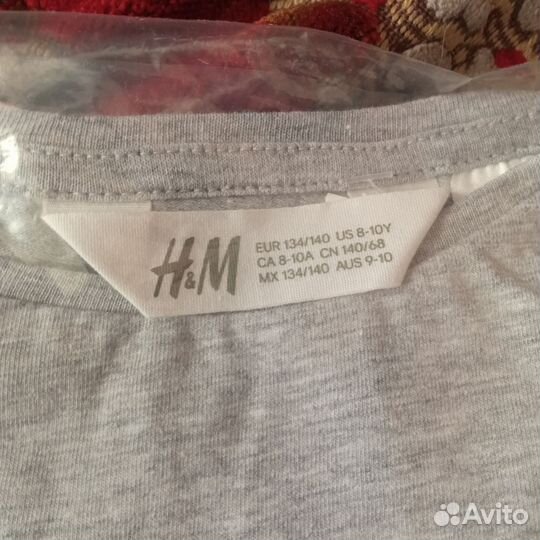 H&M
EUR 134/140 US 8-10Y
CA 8-10A CN 140/68
MX 134/140 AUS 9-10
Avito